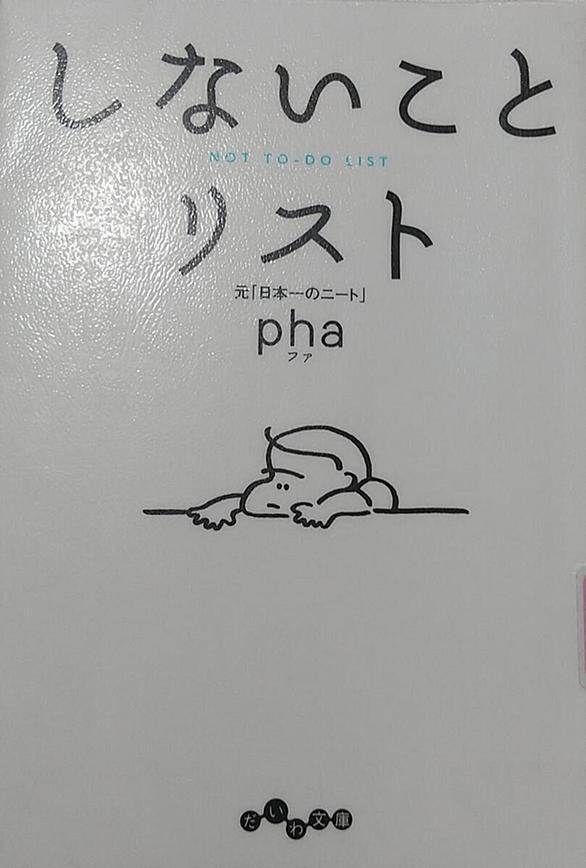 しないこと
NOT TO-DO LIST
リスト
元「日本一のニート」
pha
ファ
だいわ文庫